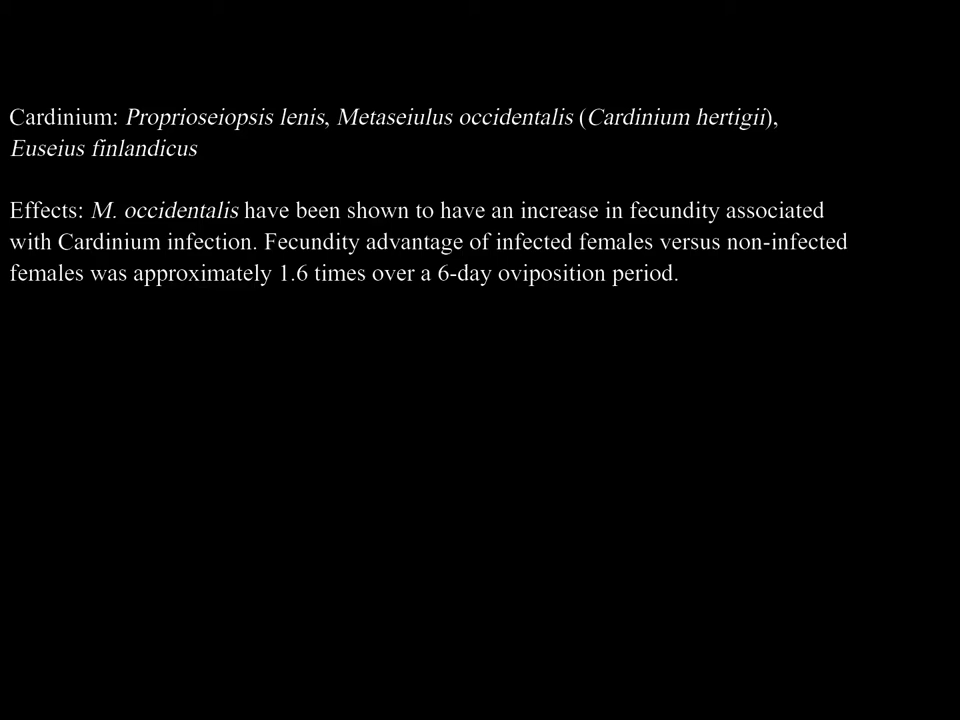 Cardinium: Proprioseiopsis lenis, Metaseiulus occidentalis (Cardinium hertigii),
Euseius finlandicus
Effects: M. occidentalis have been shown to have an increase in fecundity associated
with Cardinium infection. Fecundity advantage of infected females versus non-infected
females was approximately 1.6 times over a 6-day oviposition period.